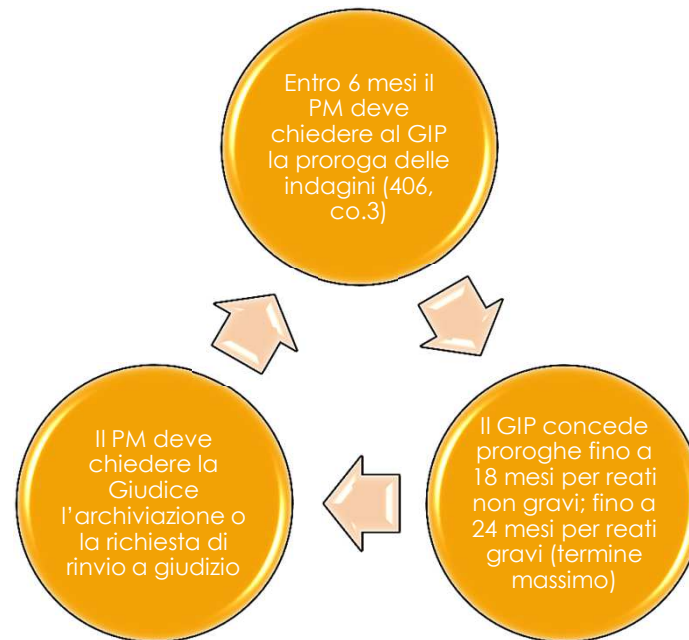 Entro 6 mesi il
PM deve
chiedere al GIP
la proroga delle
indagini (406,
co.3)
Il GIP concede
proroghe fino a
18 mesi per reati
non gravi; fino a
24 mesi per reati
gravi (termine
massimo)
Il PM deve
chiedere la
Giudice
l’archiviazione o
la richiesta di
rinvio a giudizio